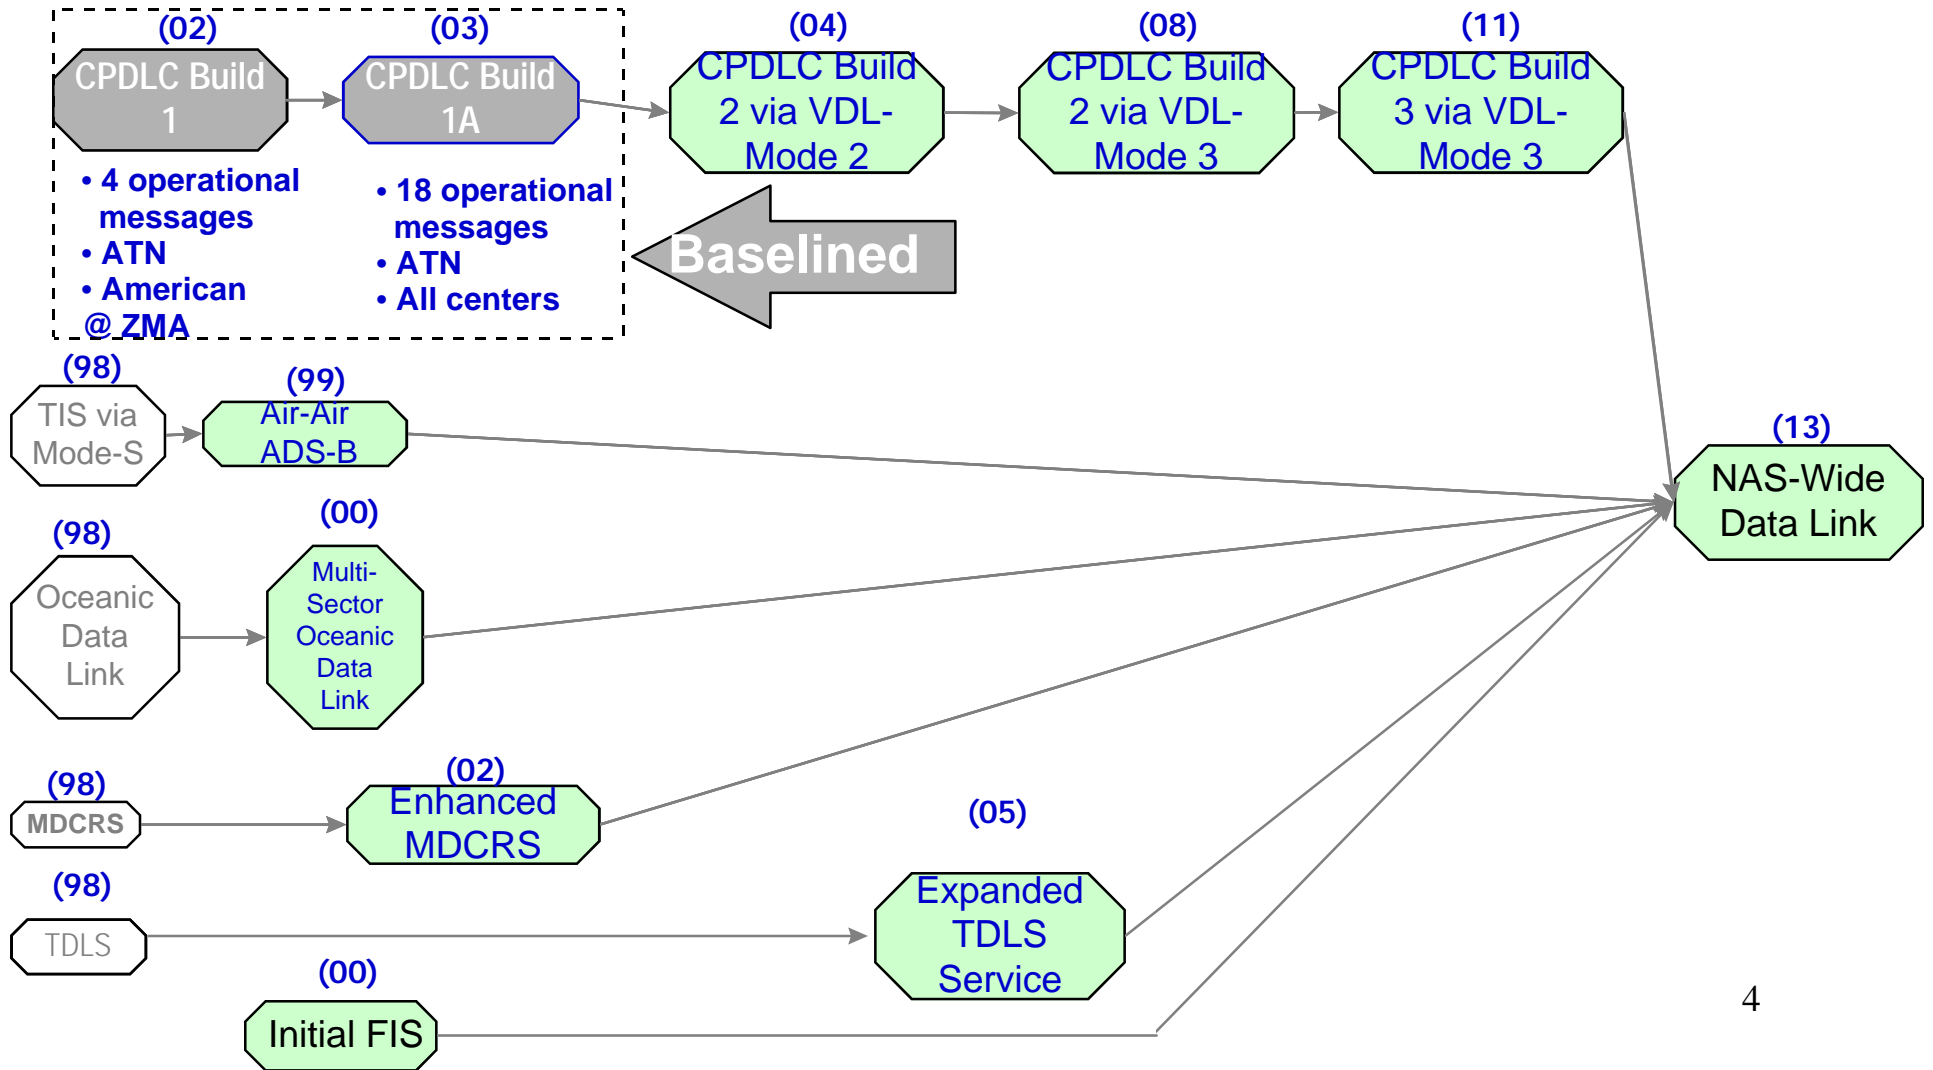 (02)
CPDLC Build
1
• 4 operational
messages
• ATN
• American
@ ZMA
(03)
CPDLC Build
1A
• 18 operational
messages
• ATN
• All centers
(04)
CPDLC Build
2 via VDL-
Mode 2
(08)
CPDLC Build
2 via VDL-
Mode 3
(11)
CPDLC Build
3 via VDL-
Mode 3
Baselined
(98)
TIS via
Mode-S
(99)
Air-Air
ADS-B
(13)
NAS-Wide
Data Link
(98)
Oceanic
Data
Link
(00)
Multi-
Sector
Oceanic
Data
Link
(98)
MDCRS
(02)
Enhanced
MDCRS
(98)
TDLS
(05)
Expanded
TDLS
Service
(00)
Initial FIS
4